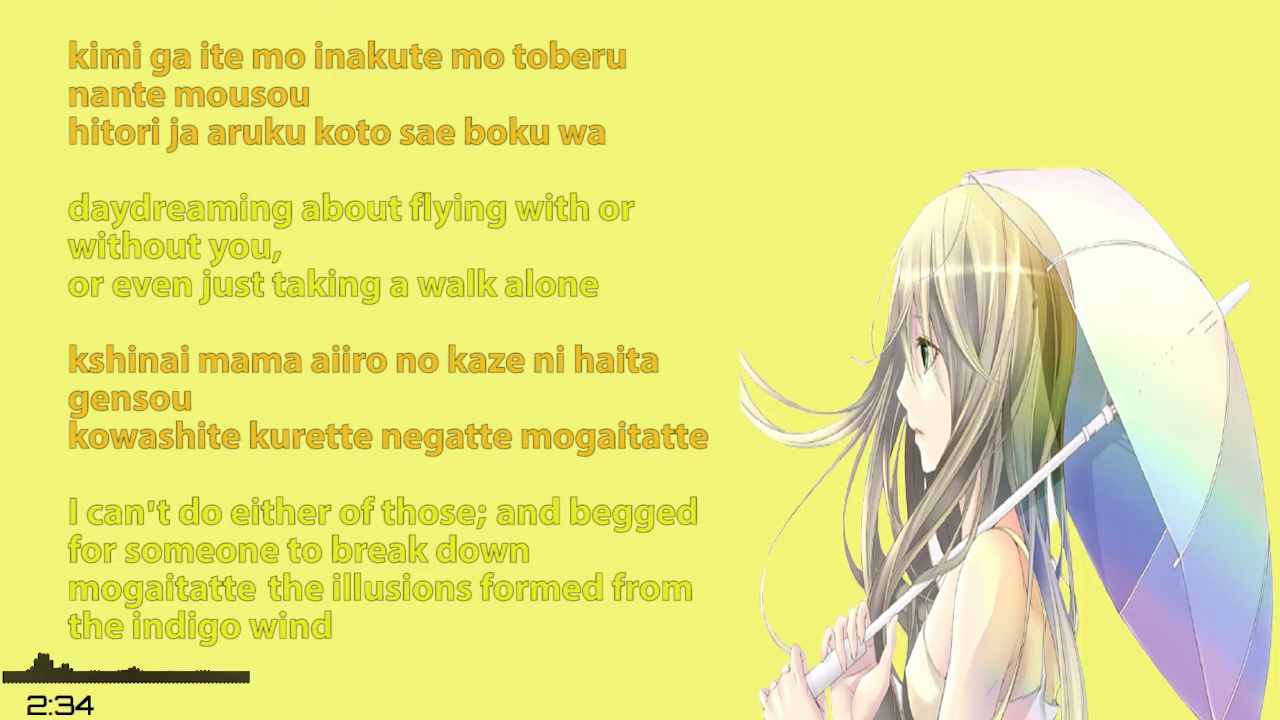 kimi ga ite mo inakute mo toberu
nante mousou
hitori ja aruku koto sae boku wa
daydreaming about flying with or
without you,
or even just taking a walk alone
kshinai mama aiiro no kaze ni haita
gensou
kowashite kurette negatte mogaitatte
I can't do either of those; and begged
for someone to break down
mogaitatte the illusions formed from
the indigo wind
2:34